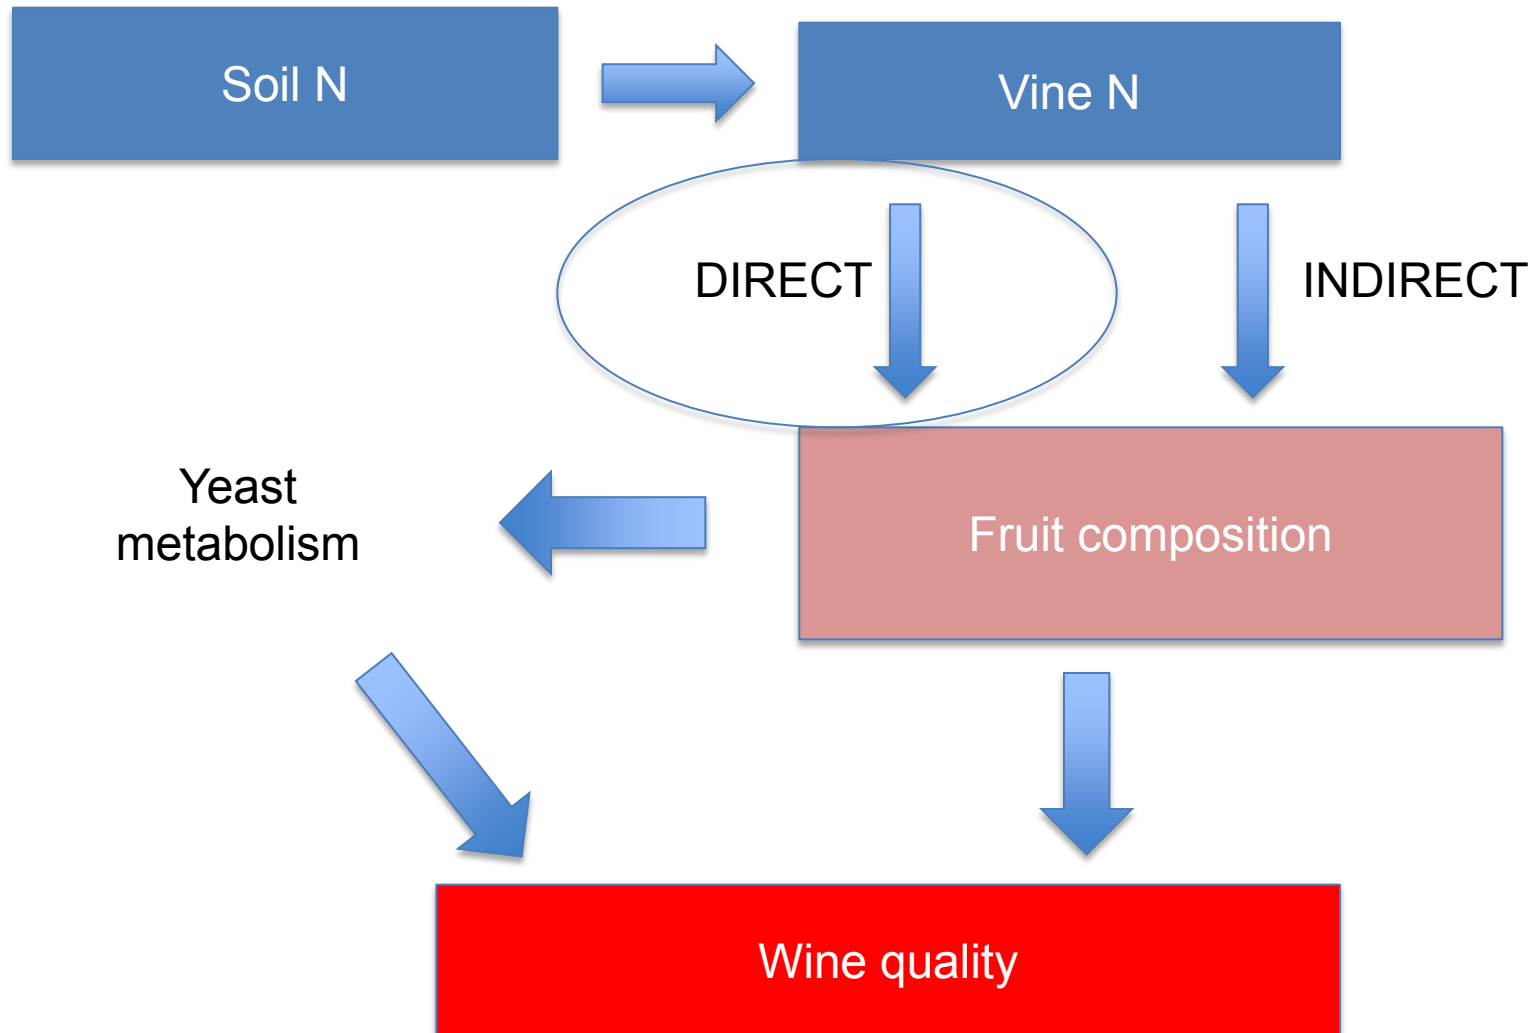 Soil N
Vine N
DIRECT
INDIRECT
Yeast
metabolism
Fruit composition
Wine quality